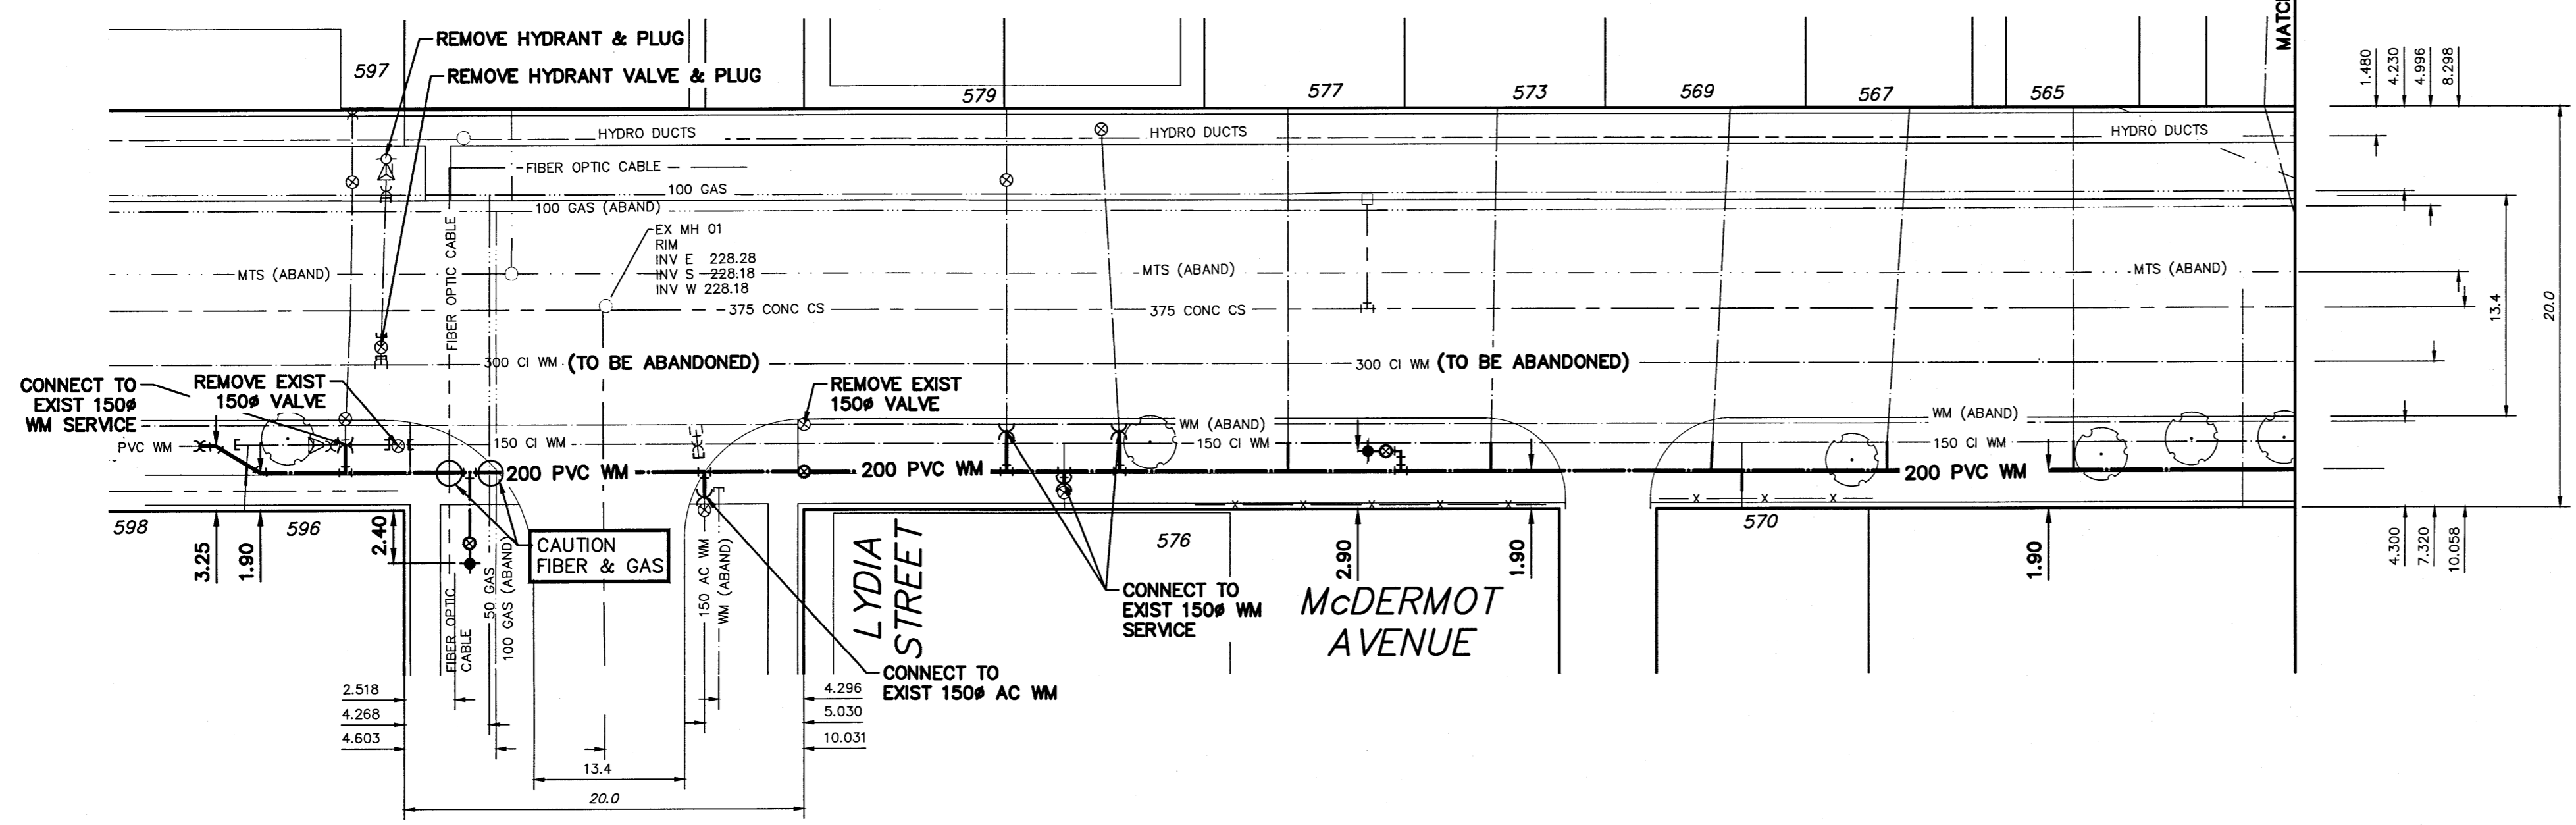 REMOVE HYDRANT & PLUG
REMOVE HYDRANT VALVE & PLUG
597
579
577
573
569
567
565
1.480
4.230
4.996
8.298
HYDRO DUCTS
HYDRO DUCTS
HYDRO DUCTS
FIBER OPTIC CABLE
100 GAS
100 GAS (ABAND)
FIBER OPTIC CABLE
EX MH 01
RIM
INV E 228.28
INV S 228.18
INV W 228.18
MTS (ABAND)
MTS (ABAND)
MTS (ABAND)
375 CONC CS
375 CONC CS
13.4
20.0
300 CI WM (TO BE ABANDONED)
300 CI WM (TO BE ABANDONED)
CONNECT TO
EXIST 150ø
WM SERVICE
REMOVE EXIST
150ø VALVE
REMOVE EXIST
150ø VALVE
WM (ABAND)
WM (ABAND)
PVC WM
150 CI WM
150 CI WM
150 CI WM
200 PVC WM
200 PVC WM
200 PVC WM
598
596
576
570
3.25
1.90
2.40
2.90
1.90
1.90
4.300
7.320
10.058
CAUTION
FIBER & GAS
FIBER OPTIC
CABLE
50 GAS
100 GAS (ABAND)
150 AC WM
WM (ABAND)
LYDIA
STREET
CONNECT TO
EXIST 150ø WM
SERVICE
McDERMOT
AVENUE
CONNECT TO
EXIST 150ø AC WM
2.518
4.268
4.603
4.296
5.030
10.031
13.4
20.0